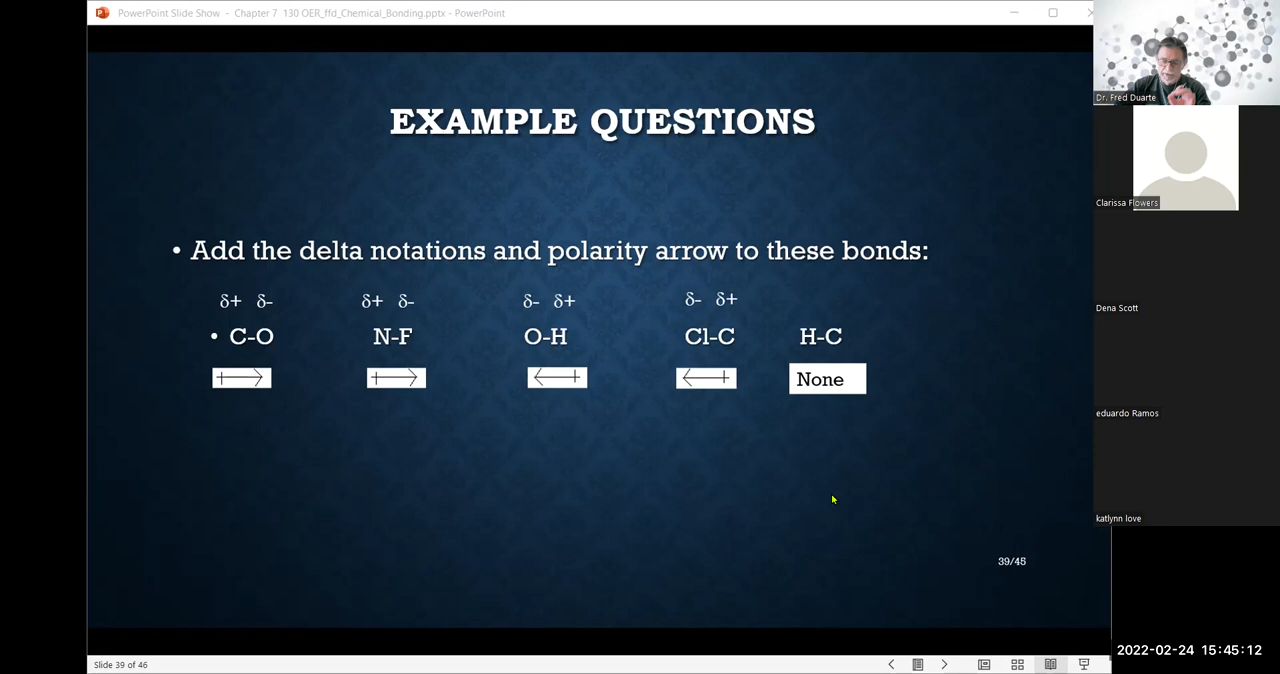 PowerPoint Slide Show - Chapter 7 130 OER_ffd_Chemical_Bonding.pptx - PowerPoint
EXAMPLE QUESTIONS
• Add the delta notations and polarity arrow to these bonds:
δ+ δ- δ+ δ- δ- δ+ δ- δ+
• C-O N-F O-H Cl-C H-C
None
39/45
Slide 39 of 46
Dr. Fred Duarte
Clarissa Flowers
Dena Scott
eduardo Ramos
katlynn love
2022-02-24 15:45:12